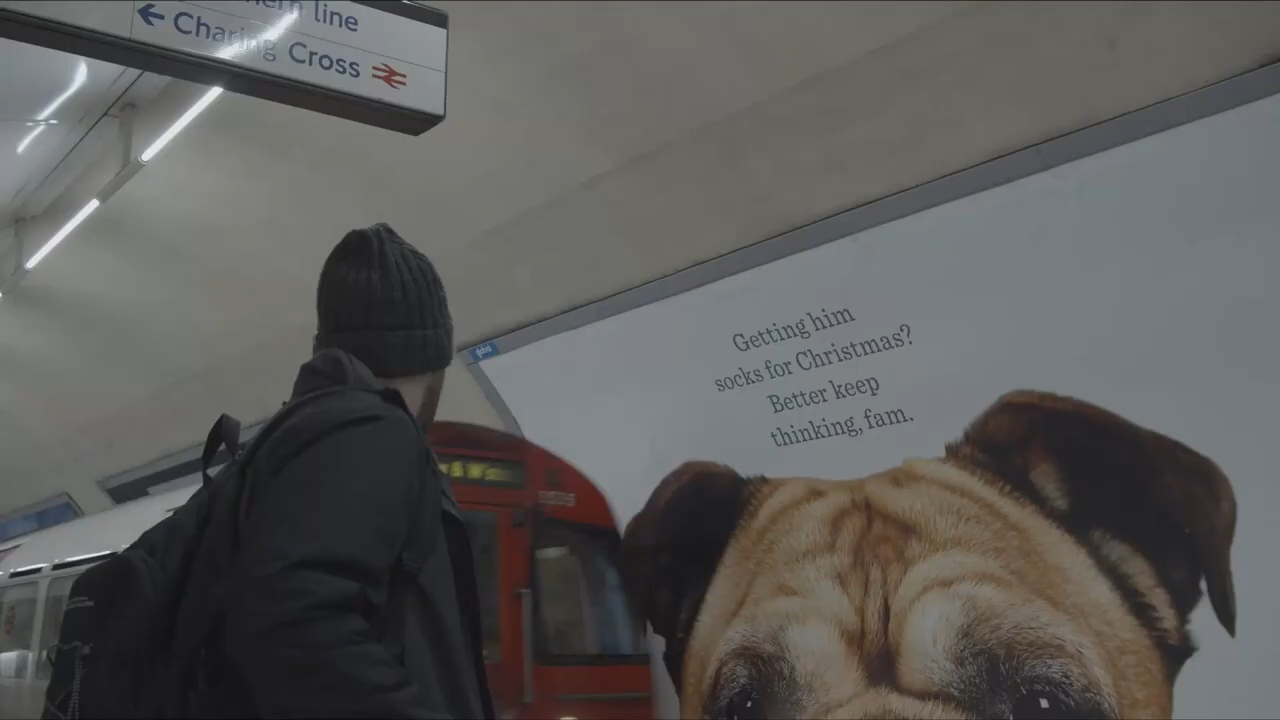 line
Charing Cross
Getting him
socks for Christmas?
Better keep
thinking, fam.